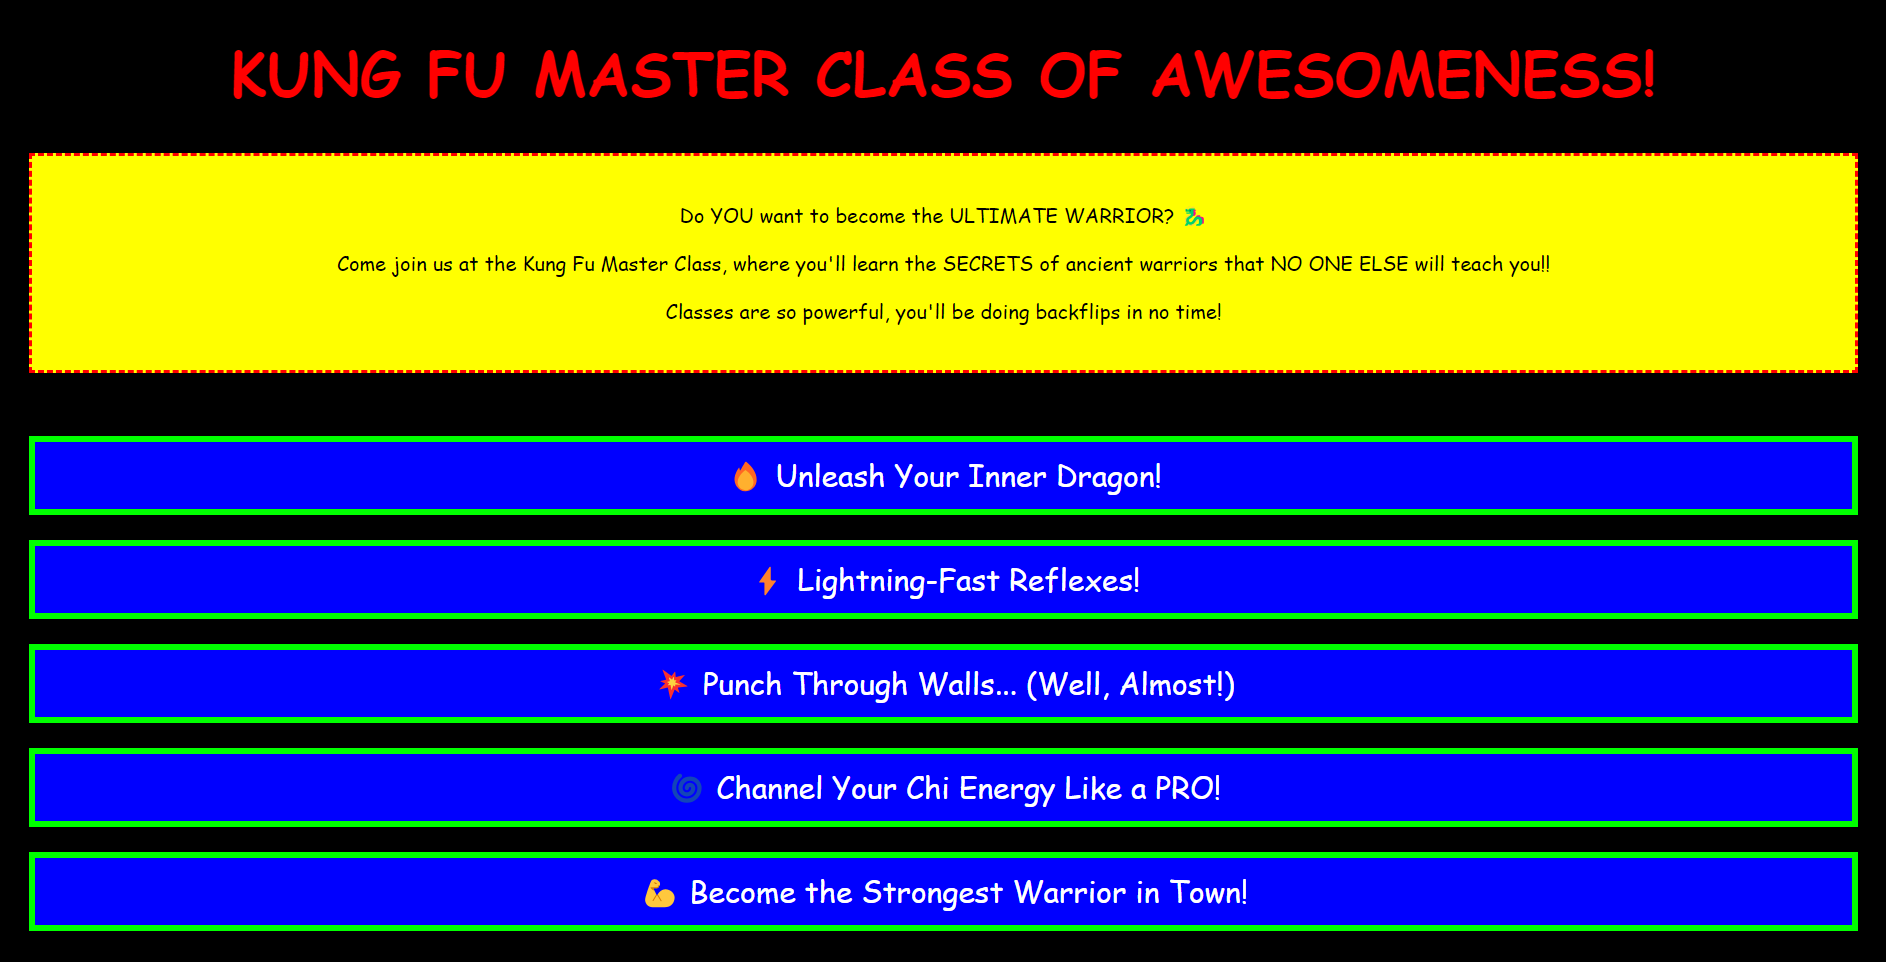 KUNG FU MASTER CLASS OF AWESOMENESS!
Do YOU want to become the ULTIMATE WARRIOR? 🐉
Come join us at the Kung Fu Master Class, where you'll learn the SECRETS of ancient warriors that NO ONE ELSE will teach you!!
Classes are so powerful, you'll be doing backflips in no time!
🔥 Unleash Your Inner Dragon!
⚡ Lightning-Fast Reflexes!
💥 Punch Through Walls... (Well, Almost!)
🌀 Channel Your Chi Energy Like a PRO!
💪 Become the Strongest Warrior in Town!